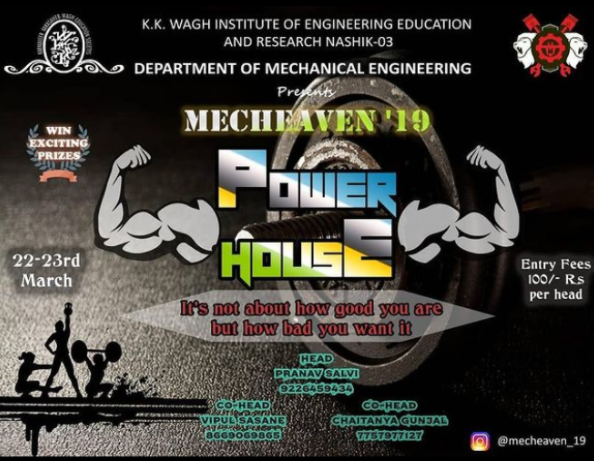 K.K. WAGH INSTITUTE OF ENGINEERING EDUCATION
AND RESEARCH NASHIK-03
DEPARTMENT OF MECHANICAL ENGINEERING
Presents
MECHEAVEN '19
WIN
EXCITING
PRIZES
POWER
HOUSE
22-23rd
March
Entry Fees
100/- Rs
per head
It's not about how good you are
but how bad you want it
HEAD
PRANAV SALVI
9226459434
CO-HEAD
VIPUL SASANE
8669069865
CO-HEAD
CHAITANYA GUNJAL
7757977127
@mecheaven_19